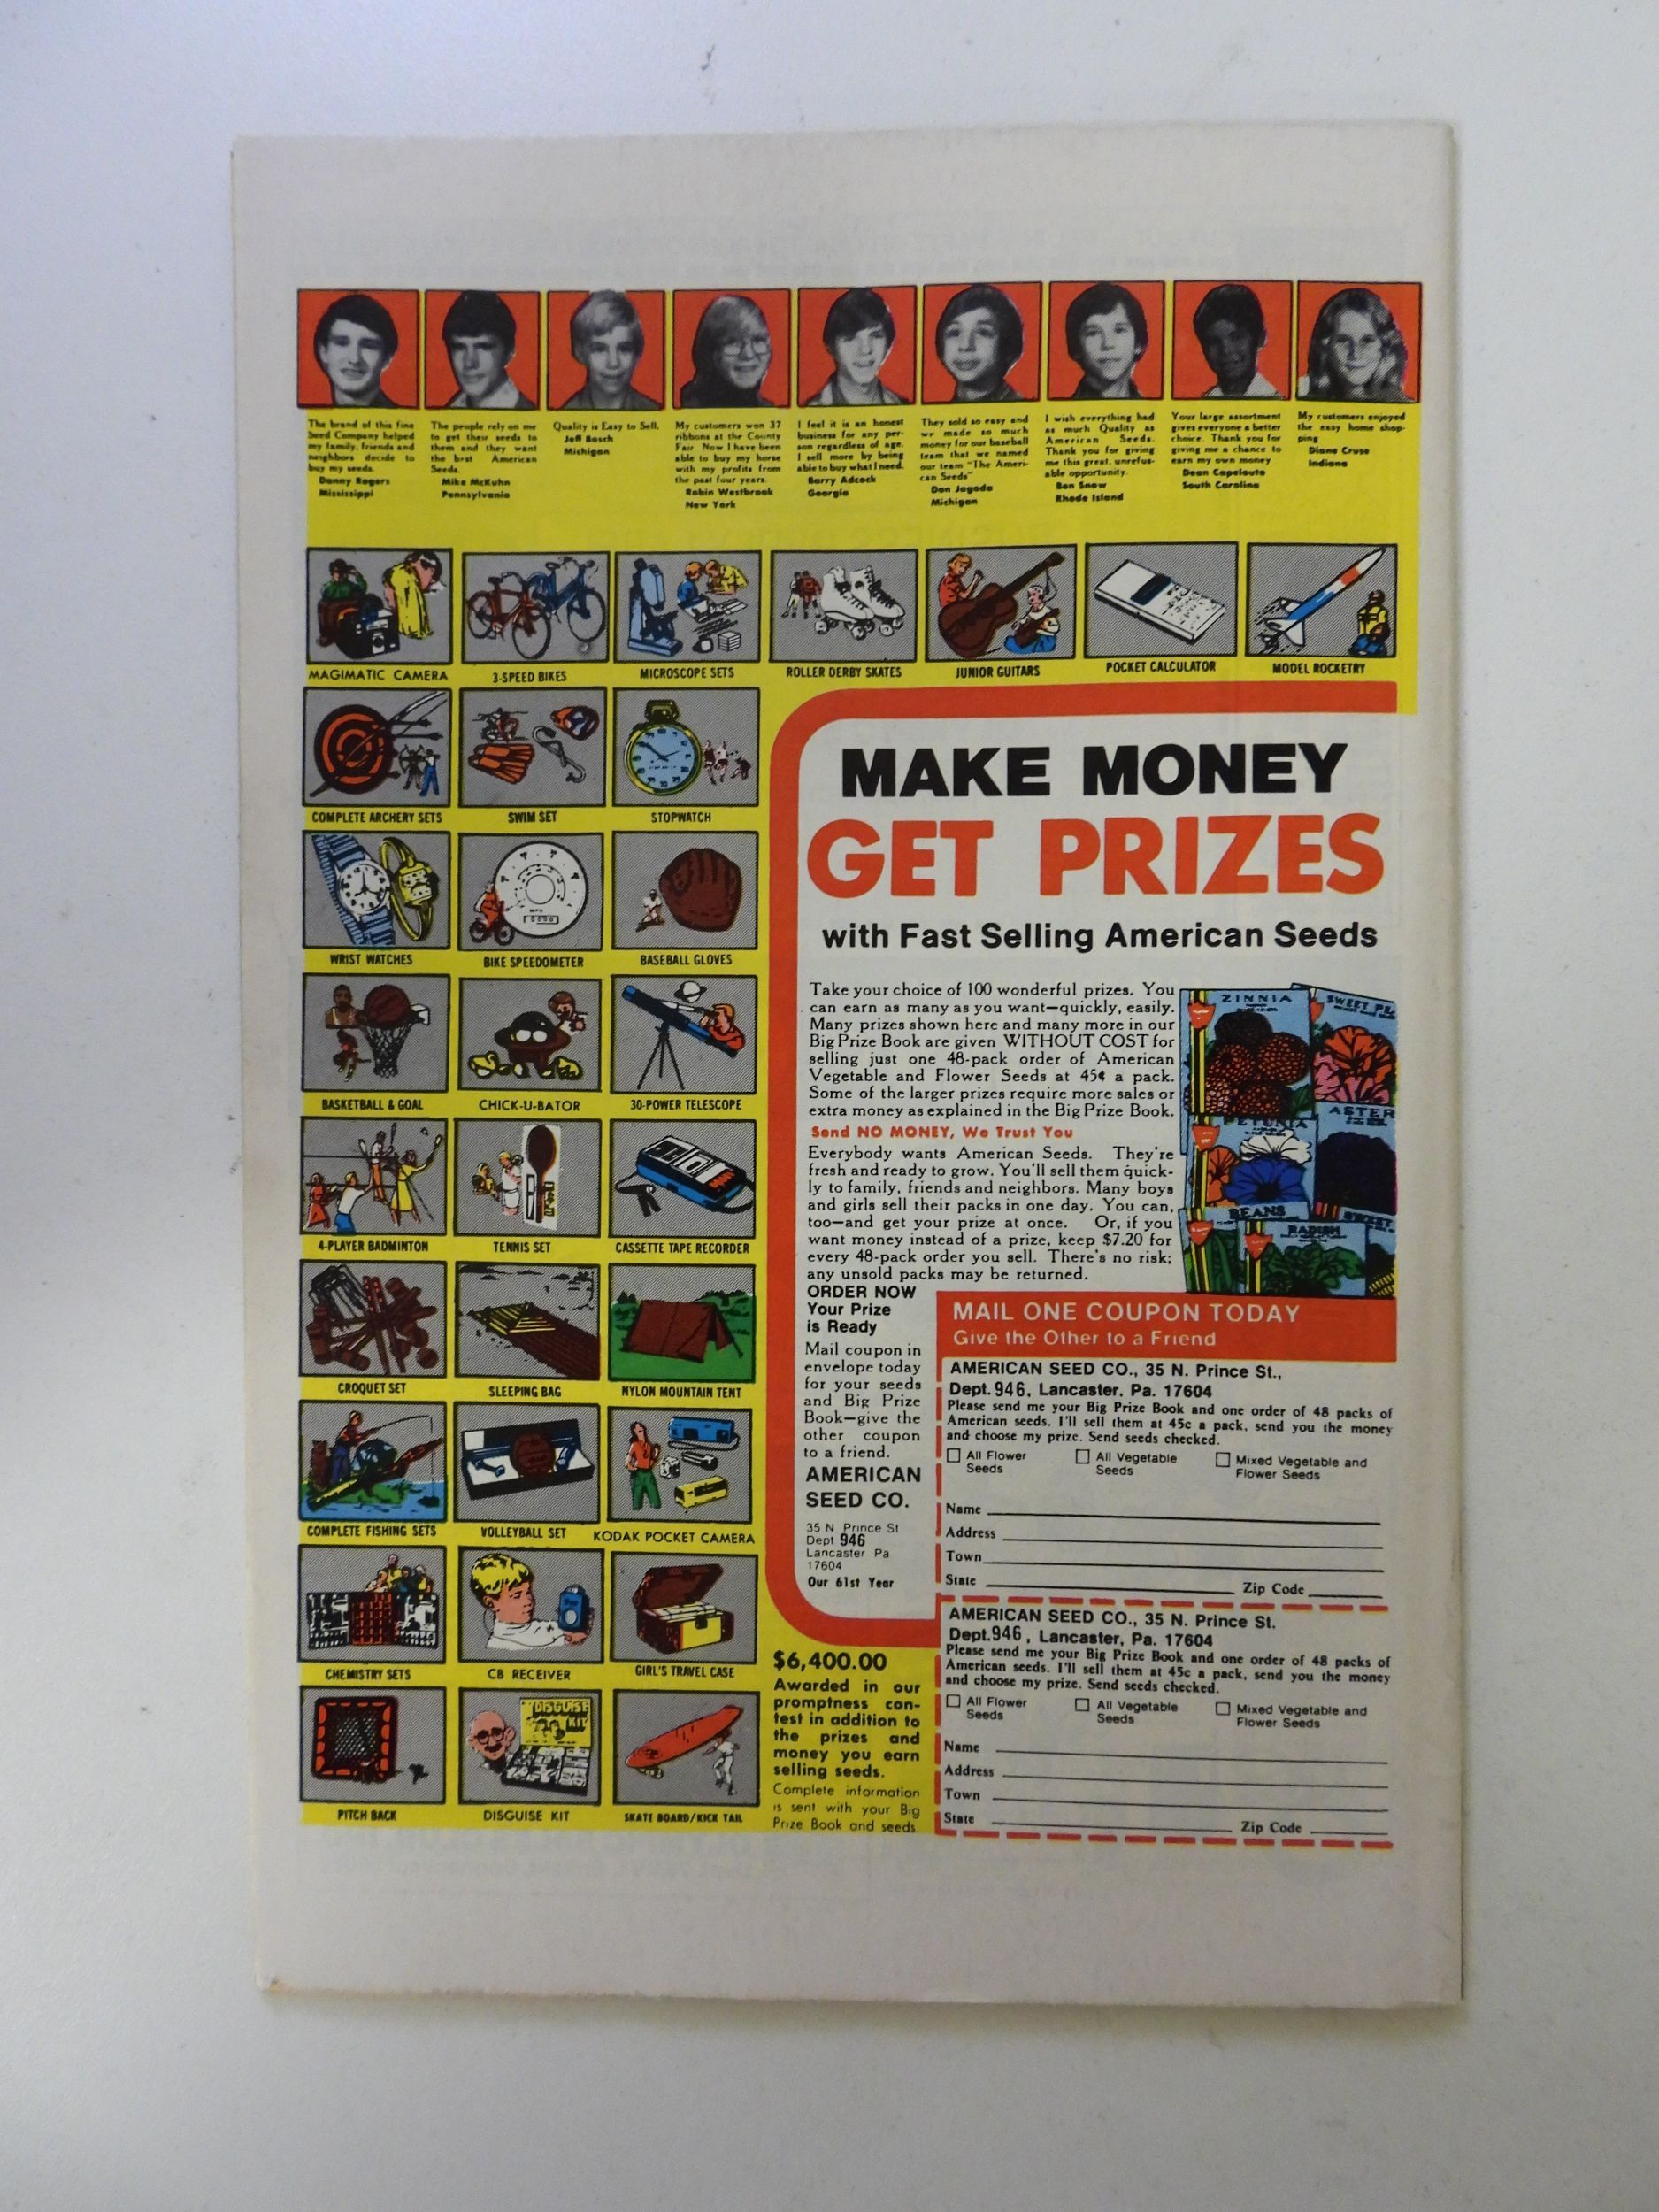 The brand of this fine
Seed Company helped
my family, friends and
neighbors decide to
buy my seeds.
Danny Rogers
Mississippi
The people rely on me
to get their seeds to
them and they want
the best American
Seeds.
Mike McKuhn
Pennsylvania
Quality is Easy to Sell.
Jeff Bosch
Michigan
My customers won 37
ribbons at the County
Fair. Now I have been
able to buy my horse
with my profits from
the past four years.
Robin Westbrook
New York
I feel it is an honest
business for any per-
son regardless of age.
I sell more by being
able to buy what I need.
Barry Adcock
Georgia
They sold so easy and
we made so much
money for our baseball
team that we named
our team "The Ameri-
can Seeds"
Don Jagoda
Michigan
I wish everything had
as much Quality as
American Seeds.
Thank you for giving
me this great, unrefus-
able opportunity.
Ben Snow
Rhode Island
Your large assortment
gives everyone a better
choice. Thank you for
giving me a chance to
earn my own money
Dean Capelouto
South Carolina
My customers enjoyed
the easy home shop-
ping
Diane Cruse
Indiana
MAGIMATIC CAMERA
3-SPEED BIKES
MICROSCOPE SETS
ROLLER DERBY SKATES
JUNIOR GUITARS
POCKET CALCULATOR
MODEL ROCKETRY
COMPLETE ARCHERY SETS
SWIM SET
STOPWATCH
WRIST WATCHES
MPH
BIKE SPEEDOMETER
BASEBALL GLOVES
BASKETBALL & GOAL
CHICK-U-BATOR
30-POWER TELESCOPE
4-PLAYER BADMINTON
TENNIS SET
CASSETTE TAPE RECORDER
CROQUET SET
SLEEPING BAG
NYLON MOUNTAIN TENT
COMPLETE FISHING SETS
VOLLEYBALL SET
KODAK POCKET CAMERA
CHEMISTRY SETS
CB RECEIVER
GIRL'S TRAVEL CASE
DISGUISE
KIT
PITCH BACK
DISGUISE KIT
SKATE BOARD/KICK TAIL
MAKE MONEY
GET PRIZES
with Fast Selling American Seeds
Take your choice of 100 wonderful prizes. You
can earn as many as you want—quickly, easily.
Many prizes shown here and many more in our
Big Prize Book are given WITHOUT COST for
selling just one 48-pack order of American
Vegetable and Flower Seeds at 45¢ a pack.
Some of the larger prizes require more sales or
extra money as explained in the Big Prize Book.
Send NO MONEY, We Trust You
Everybody wants American Seeds. They're
fresh and ready to grow. You'll sell them quick-
ly to family, friends and neighbors. Many boys
and girls sell their packs in one day. You can,
too—and get your prize at once. Or, if you
want money instead of a prize, keep $7.20 for
every 48-pack order you sell. There's no risk;
any unsold packs may be returned.
ZINNIA
SWEET PE
PETUNIA
ASTER
BEANS
RADISH
SWEET
ORDER NOW
Your Prize
is Ready
Mail coupon in
envelope today
for your seeds
and Big Prize
Book—give the
other coupon
to a friend.
AMERICAN
SEED CO.
35 N Prince St
Dept 946
Lancaster Pa
17604
Our 61st Year
$6,400.00
Awarded in our
promptness con-
test in addition to
the prizes and
money you earn
selling seeds.
Complete information
is sent with your Big
Prize Book and seeds.
MAIL ONE COUPON TODAY
Give the Other to a Friend
AMERICAN SEED CO., 35 N. Prince St.,
Dept. 946, Lancaster, Pa. 17604
Please send me your Big Prize Book and one order of 48 packs of
American seeds. I'll sell them at 45c a pack, send you the money
and choose my prize. Send seeds checked.
All Flower
Seeds
All Vegetable
Seeds
Mixed Vegetable and
Flower Seeds
Name
Address
Town
State Zip Code
AMERICAN SEED CO., 35 N. Prince St.
Dept. 946, Lancaster, Pa. 17604
Please send me your Big Prize Book and one order of 48 packs of
American seeds. I'll sell them at 45c a pack, send you the money
and choose my prize. Send seeds checked.
All Flower
Seeds
All Vegetable
Seeds
Mixed Vegetable and
Flower Seeds
Name
Address
Town
State Zip Code